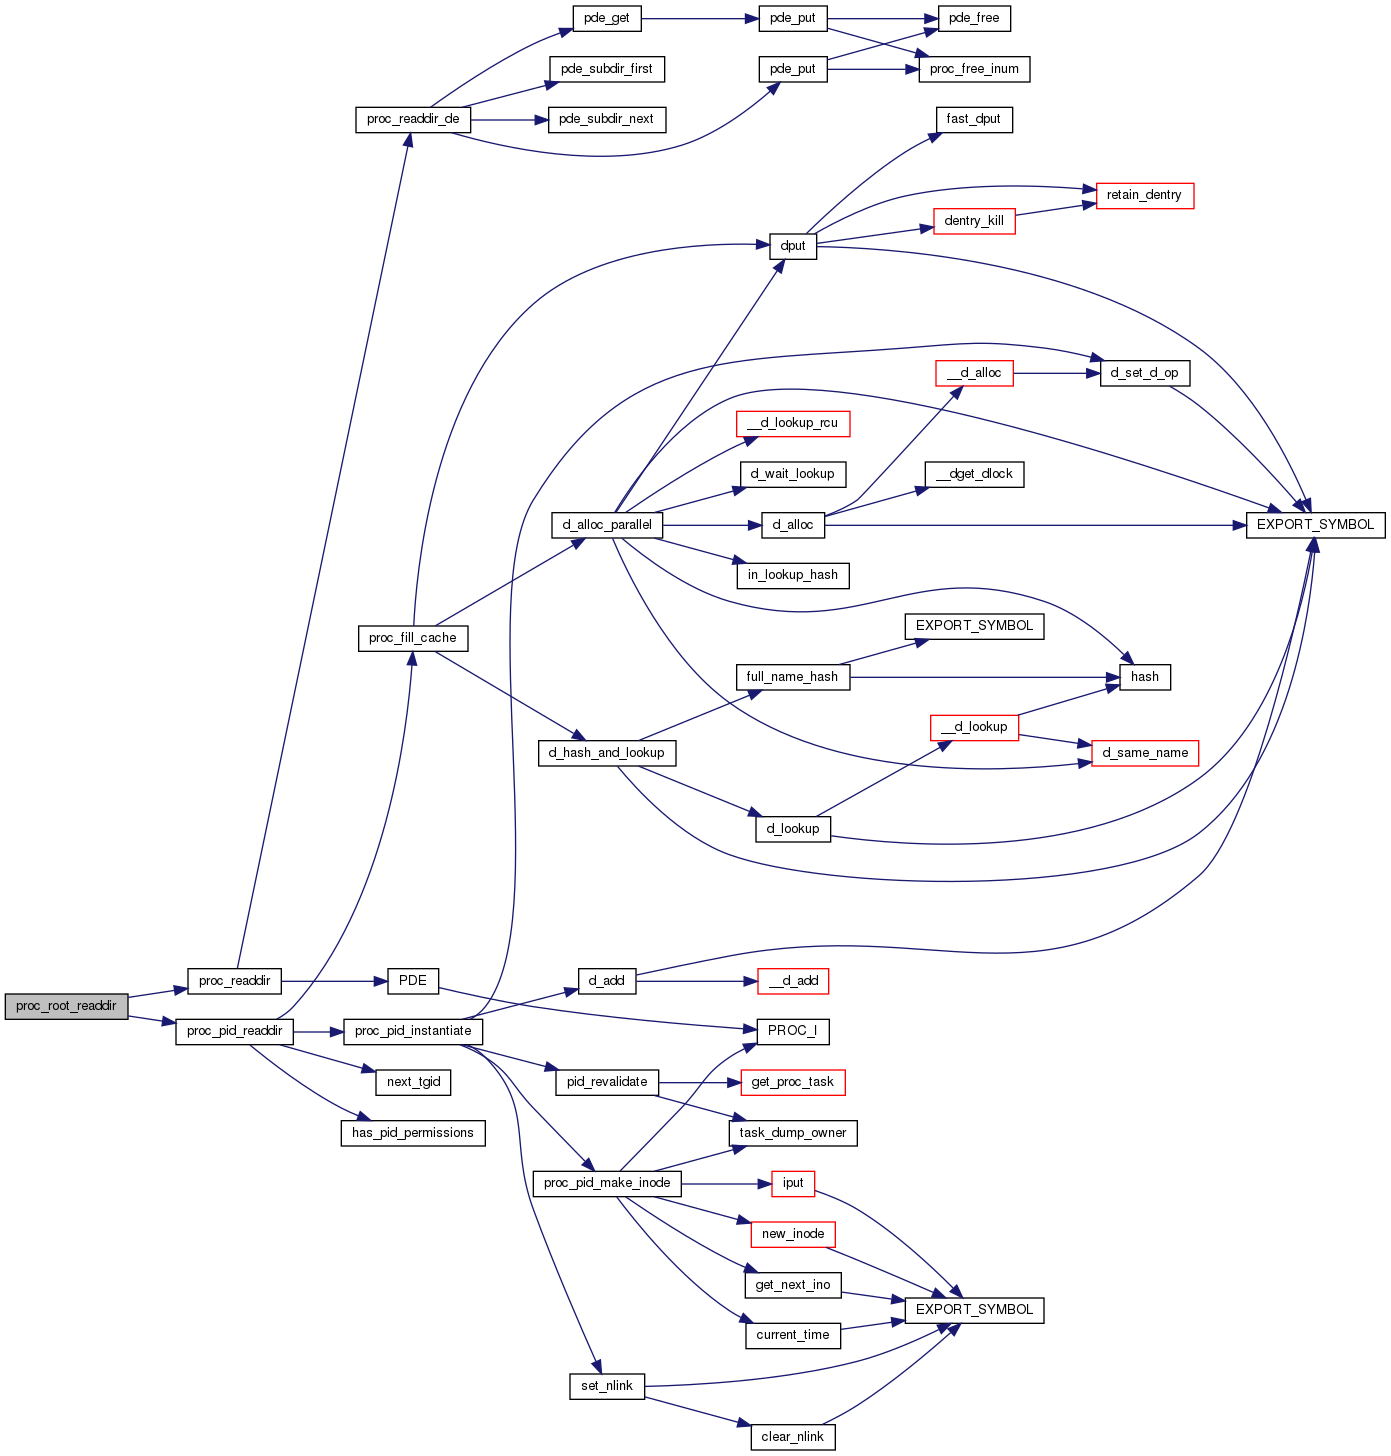 pde_get
pde_put
pde_free
pde_subdir_first
pde_put
proc_free_inum
proc_readdir_de
pde_subdir_next
fast_dput
retain_dentry
dentry_kill
dput
__d_alloc
d_set_d_op
__d_lookup_rcu
d_wait_lookup
__dget_dlock
d_alloc_parallel
d_alloc
EXPORT_SYMBOL
in_lookup_hash
proc_fill_cache
EXPORT_SYMBOL
full_name_hash
hash
__d_lookup
d_hash_and_lookup
d_same_name
d_lookup
proc_readdir
PDE
d_add
__d_add
proc_root_readdir
proc_pid_readdir
proc_pid_instantiate
PROC_I
next_tgid
pid_revalidate
get_proc_task
has_pid_permissions
task_dump_owner
proc_pid_make_inode
iput
new_inode
get_next_ino
EXPORT_SYMBOL
current_time
set_nlink
clear_nlink